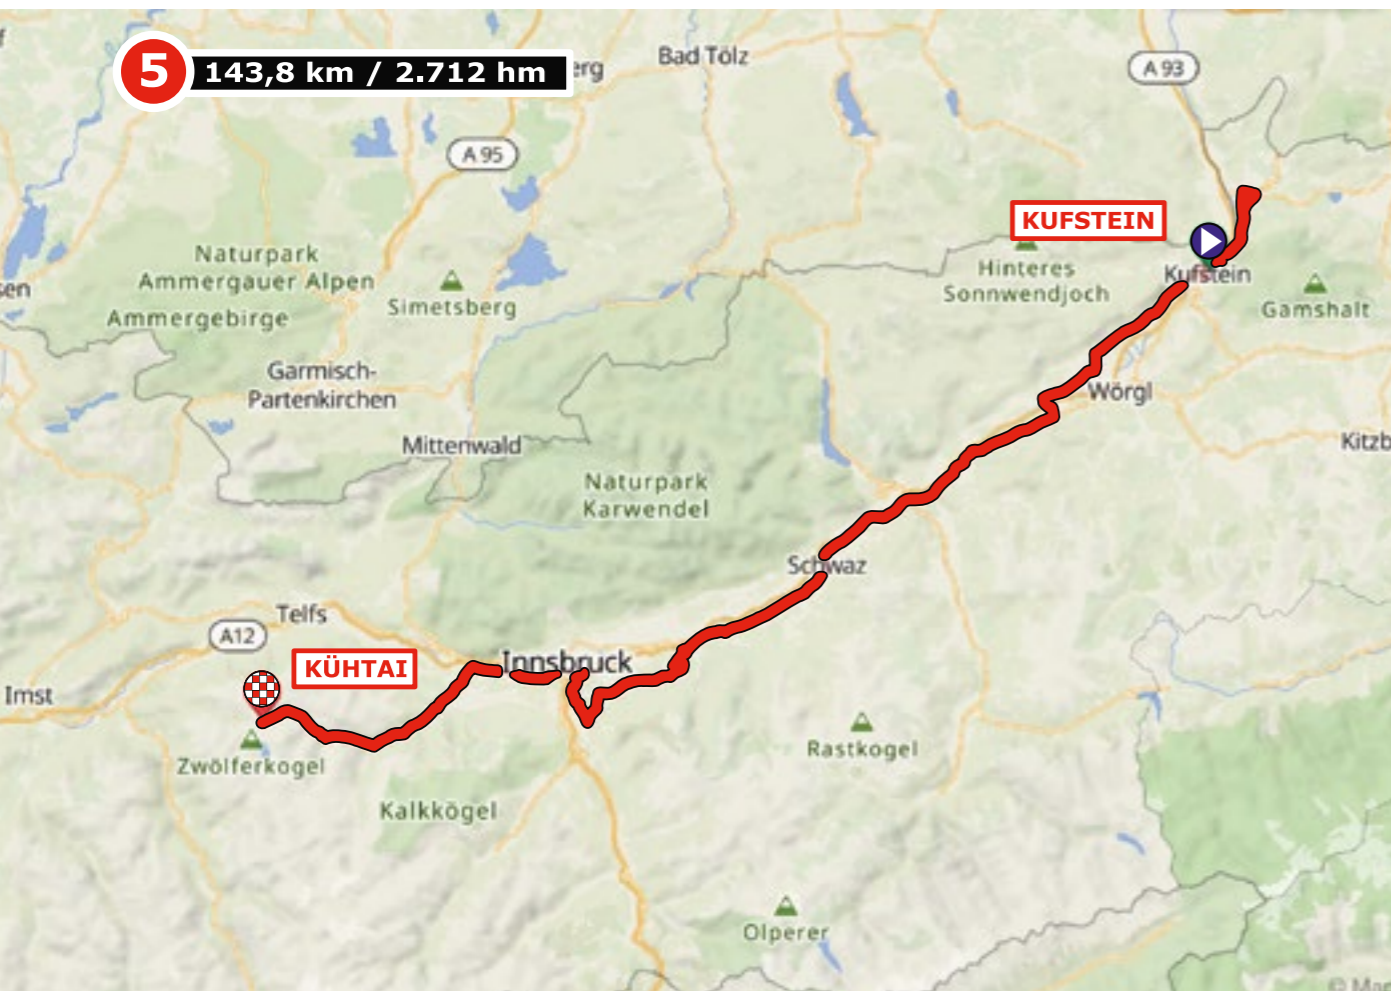 5
143,8 km / 2.712 hm
Bad Tölz
A 93
A 95
KUFSTEIN
Naturpark
Ammergauer Alpen
Simetsberg
Hinteres
Sonnwendjoch
Kufstein
Gamshalt
Ammergebirge
Garmisch-
Partenkirchen
Wörgl
Mittenwald
Naturpark
Karwendel
Schwaz
Telfs
A12
KÜHTAI
Innsbruck
Imst
Zwölferkogel
Rastkogel
Kalkkögel
Olperer